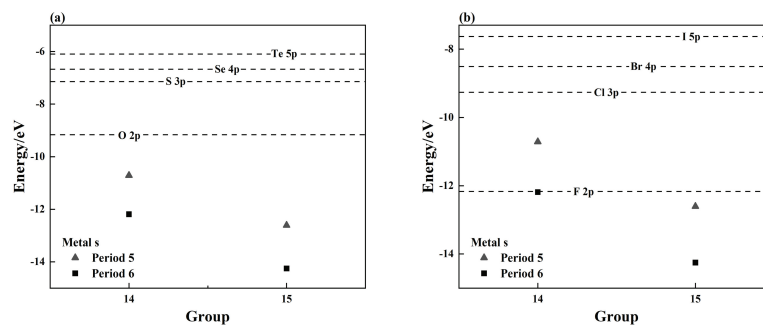 (a)
Energy/eV
-6
-8
-10
-12
-14
Te 5p
Se 4p
S 3p
O 2p
Metal s
Period 5
Period 6
14
15
Group
(b)
Energy/eV
-8
-10
-12
-14
I 5p
Br 4p
Cl 3p
F 2p
Metal s
Period 5
Period 6
14
15
Group